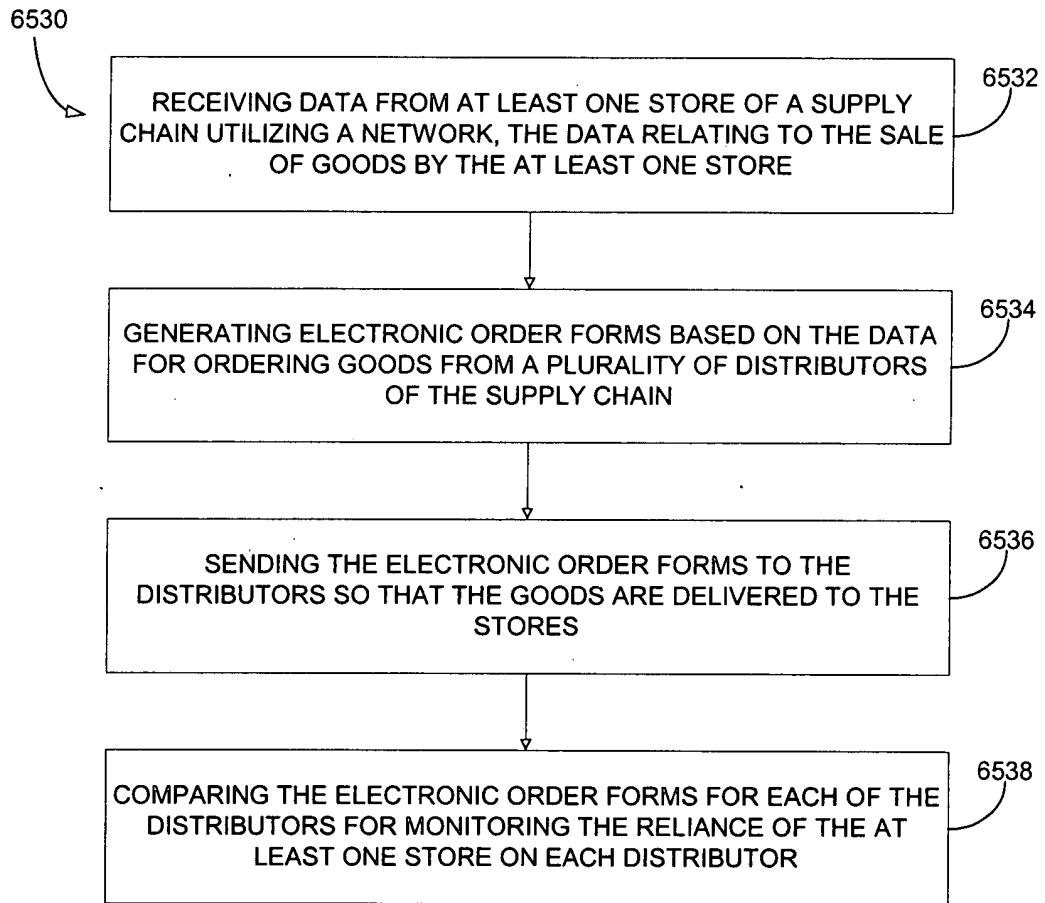 6530
6532
RECEIVING DATA FROM AT LEAST ONE STORE OF A SUPPLY
CHAIN UTILIZING A NETWORK, THE DATA RELATING TO THE SALE
OF GOODS BY THE AT LEAST ONE STORE
6534
GENERATING ELECTRONIC ORDER FORMS BASED ON THE DATA
FOR ORDERING GOODS FROM A PLURALITY OF DISTRIBUTORS
OF THE SUPPLY CHAIN
6536
SENDING THE ELECTRONIC ORDER FORMS TO THE
DISTRIBUTORS SO THAT THE GOODS ARE DELIVERED TO THE
STORES
6538
COMPARING THE ELECTRONIC ORDER FORMS FOR EACH OF THE
DISTRIBUTORS FOR MONITORING THE RELIANCE OF THE AT
LEAST ONE STORE ON EACH DISTRIBUTOR